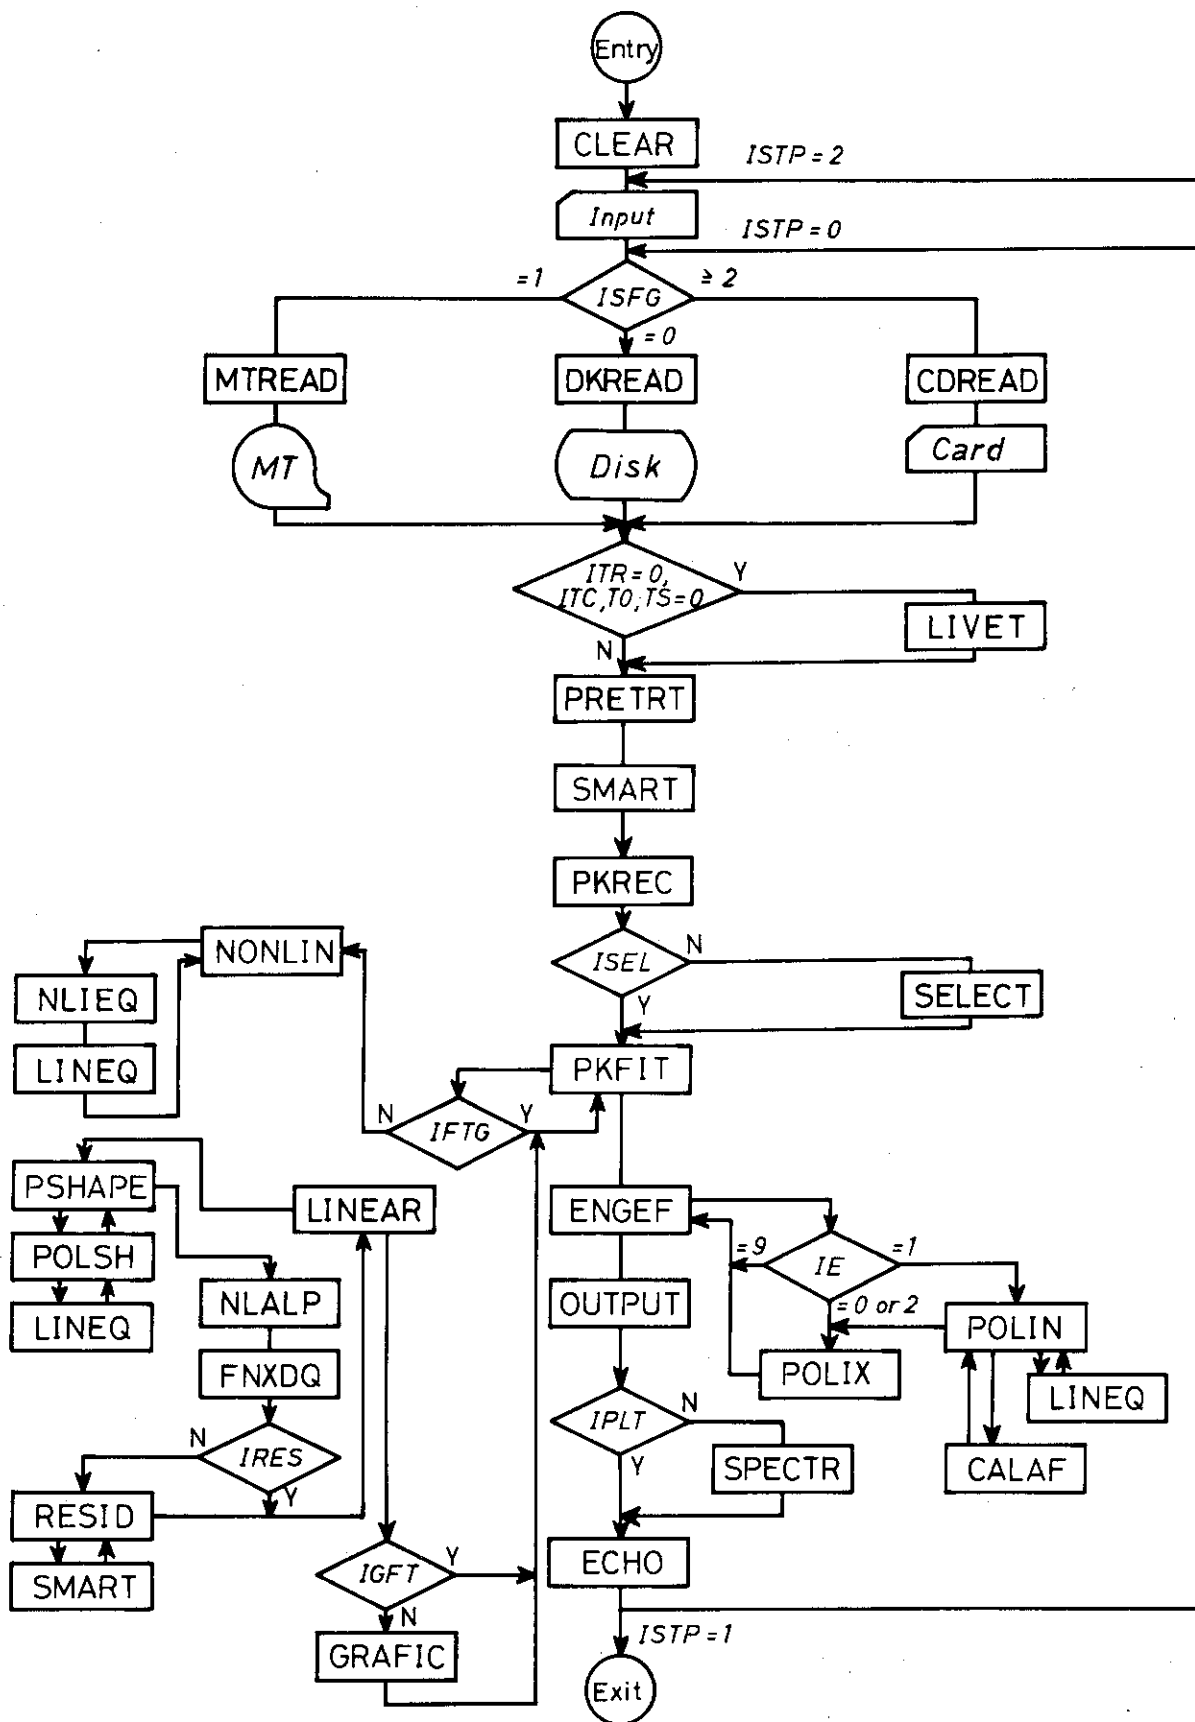 Entry
CLEAR
ISTP = 2
Input
ISTP = 0
= 1
ISFG
≥ 2
= 0
MTREAD
DKREAD
CDREAD
MT
Disk
Card
ITR = 0,
ITC, TO, TS = 0
Y
LIVET
N
PRETRT
SMART
PKREC
NONLIN
ISEL
N
NLIEQ
SELECT
Y
LINEQ
PKFIT
N
IFTG
Y
PSHAPE
LINEAR
ENGEF
POLSH
= 9
IE
= 1
NLALP
OUTPUT
= 0 or 2
LINEQ
POLIN
FNXDQ
POLIX
LINEQ
N
IRES
IPLT
N
Y
SPECTR
CALAF
Y
RESID
SMART
IGFT
Y
ECHO
N
GRAFIC
ISTP = 1
Exit